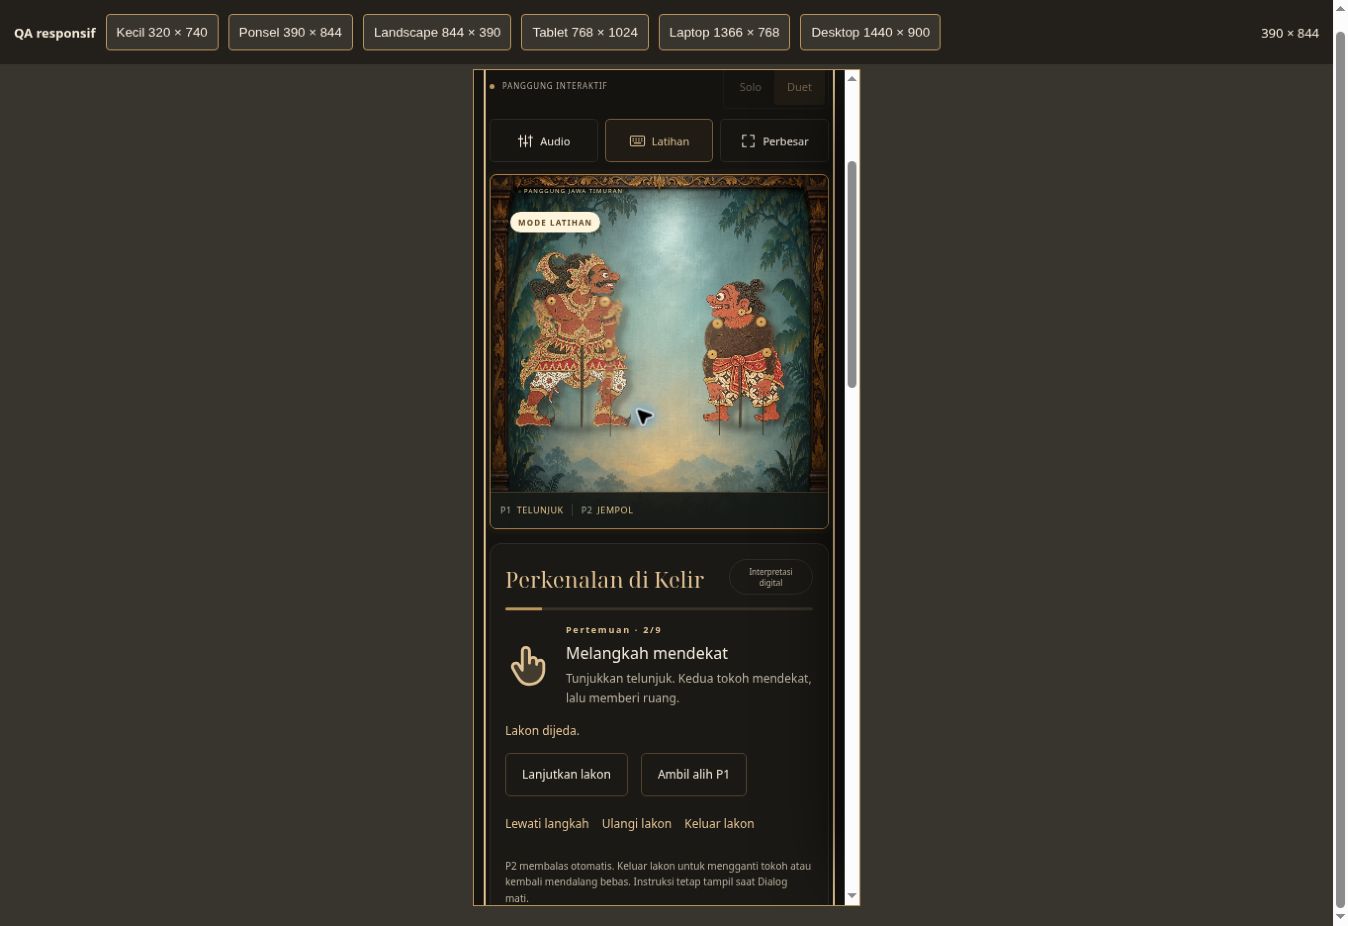 QA responsif
Kecil 320 × 740
Ponsel 390 × 844
Landscape 844 × 390
Tablet 768 × 1024
Laptop 1366 × 768
Desktop 1440 × 900
390 × 844
PANGGUNG INTERAKTIF
Solo
Duet
Audio
Latihan
Perbesar
PANGGUNG JAWA TIMURAN
MODE LATIHAN
P1 TELUNJUK
P2 JEMPOL
Perkenalan di Kelir
Interpretasi
digital
Pertemuan · 2/9
Melangkah mendekat
Tunjukkan telunjuk. Kedua tokoh mendekat,
lalu memberi ruang.
Lakon dijeda.
Lanjutkan lakon
Ambil alih P1
Lewati langkah
Ulangi lakon
Keluar lakon
P2 membalas otomatis. Keluar lakon untuk mengganti tokoh atau
kembali mendalang bebas. Instruksi tetap tampil saat Dialog
mati.